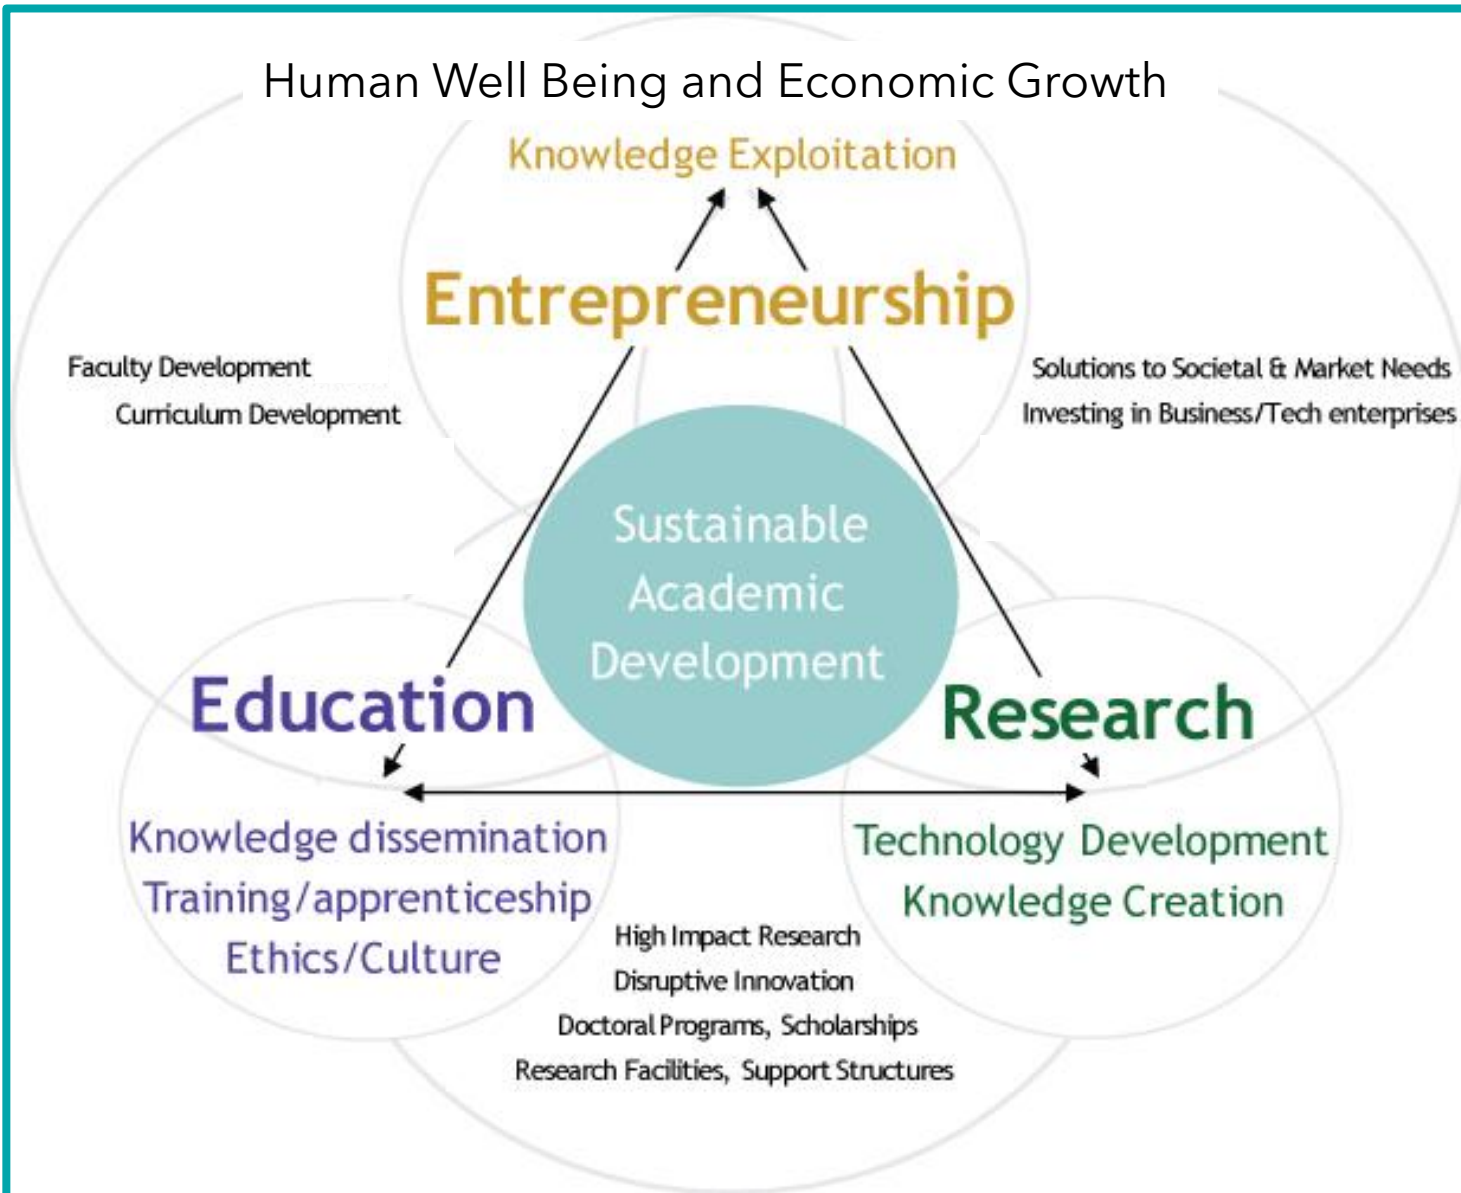 Human Well Being and Economic Growth
Knowledge Exploitation
Entrepreneurship
Faculty Development
Curriculum Development
Solutions to Societal & Market Needs
Investing in Business/Tech enterprises
Sustainable
Academic
Development
Education
Research
Knowledge dissemination
Training/apprenticeship
Ethics/Culture
Technology Development
Knowledge Creation
High Impact Research
Disruptive Innovation
Doctoral Programs, Scholarships
Research Facilities, Support Structures